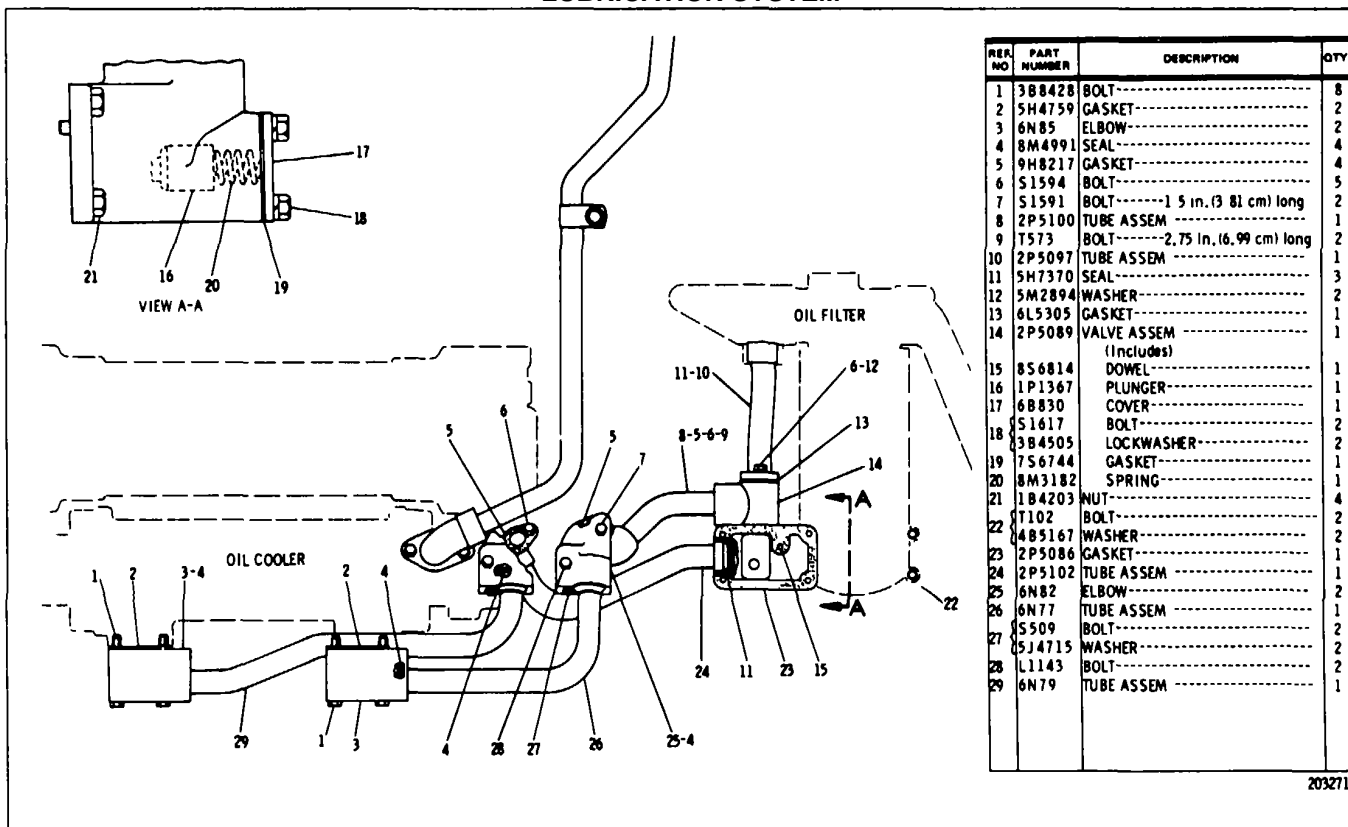 REF. NO PART NUMBER DESCRIPTION QTY
1 3B8428 BOLT 8
2 5H4759 GASKET 2
3 6N85 ELBOW 2
4 8M4991 SEAL 4
5 9H8217 GASKET 4
6 S1594 BOLT 5
7 S1591 BOLT-------1 5 in.(3 81 cm) long 2
8 2P5100 TUBE ASSEM 1
9 T573 BOLT-------2.75 in.(6.99 cm) long 2
10 2P5097 TUBE ASSEM 1
11 5H7370 SEAL 3
12 5M2894 WASHER 2
13 6L5305 GASKET 1
14 2P5089 VALVE ASSEM 1
(Includes)
15 8S6814 DOWEL 1
16 1P1367 PLUNGER 1
17 6B830 COVER 1
18 S1617 BOLT 2
3B4505 LOCKWASHER 2
19 7S6744 GASKET 1
20 8M3182 SPRING 1
21 1B4203 NUT 4
22 T102 BOLT 2
4B5167 WASHER 2
23 2P5086 GASKET 1
24 2P5102 TUBE ASSEM 1
25 6N82 ELBOW 2
26 6N77 TUBE ASSEM 1
27 S509 BOLT 2
5J4715 WASHER 2
28 L1143 BOLT 2
29 6N79 TUBE ASSEM 1
203271
17
18
21 16 20 19
VIEW A-A
OIL FILTER
11-10
6-12
5 6
8-5-6-9
5 7
13
14
A
A
OIL COOLER
1 2 3-4
2 4
22
29 1 3 4 28 27 26 25-4
24 11 23 15